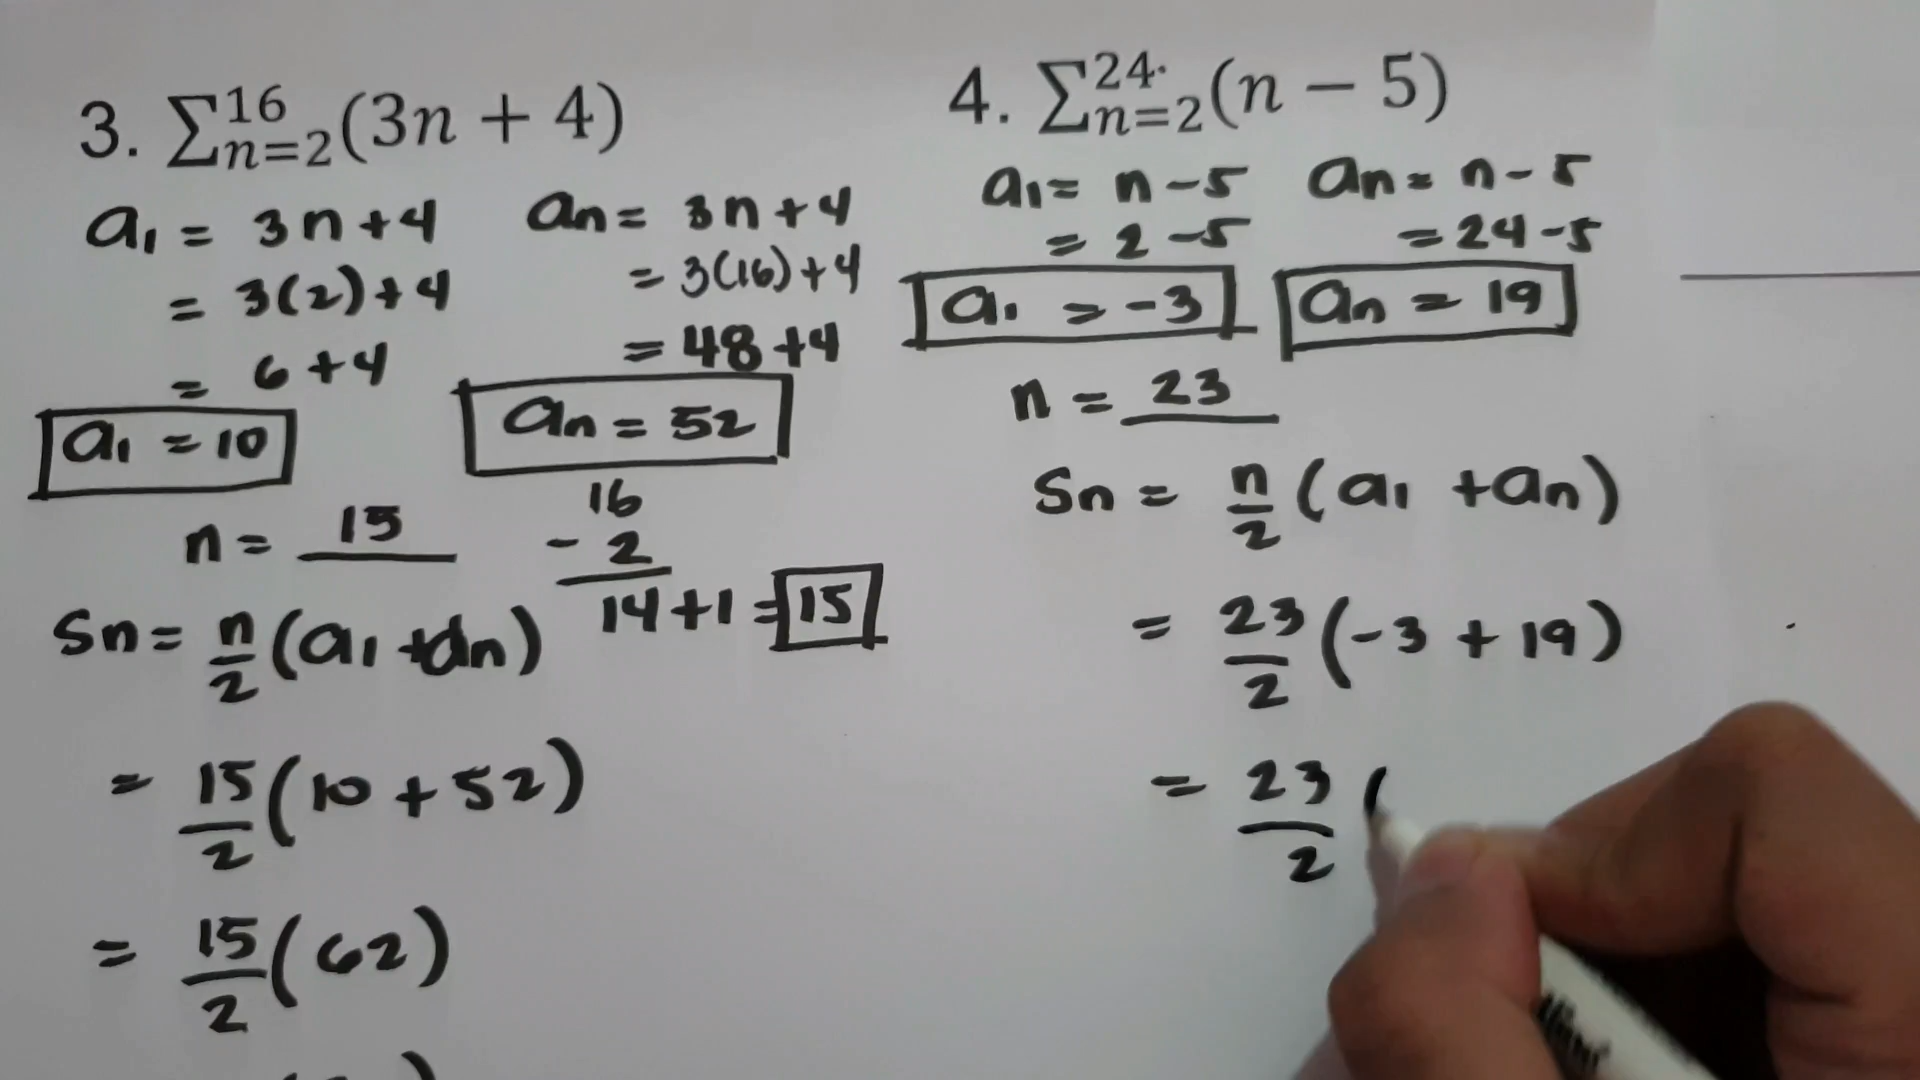 3. ∑_{n=2}^{16}(3n + 4)
a₁ = 3n+4
= 3(2)+4
= 6+4
a₁ = 10
an = 3n+4
= 3(16)+4
= 48+4
an = 52
n = 15
16
- 2
14+1 = 15
Sn = n/2 (a₁ + an)
= 15/2 (10 + 52)
= 15/2 (62)
4. ∑_{n=2}^{24}(n − 5)
a₁ = n-5
= 2-5
a₁ = -3
an = n-5
= 24-5
an = 19
n = 23
Sn = n/2 (a₁ + an)
= 23/2 (-3 + 19)
= 23/2 (